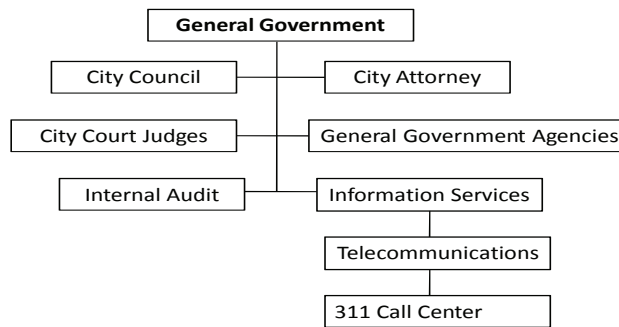 General Government
City Council
City Attorney
City Court Judges
General Government Agencies
Internal Audit
Information Services
Telecommunications
311 Call Center